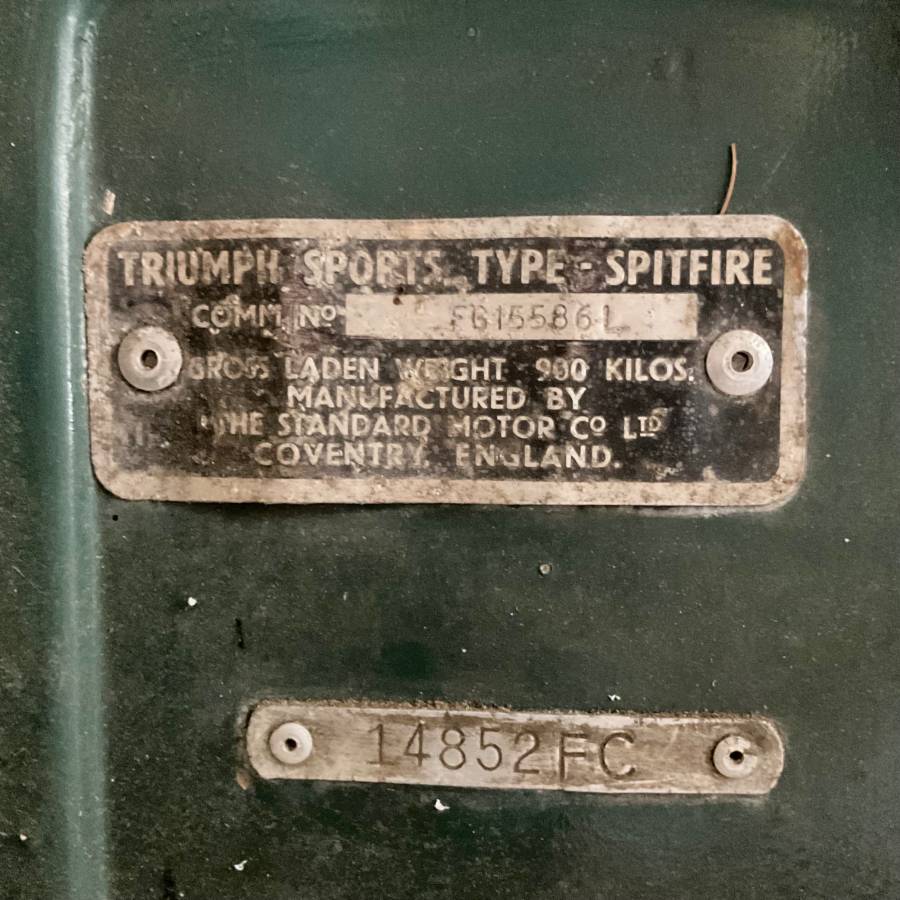 TRIUMPH SPORTS. TYPE - SPITFIRE
COMM. Nº
GROSS LADEN WEIGHT 900 KILOS.
MANUFACTURED BY
THE STANDARD MOTOR Cº LTD
COVENTRY, ENGLAND.
14852FC